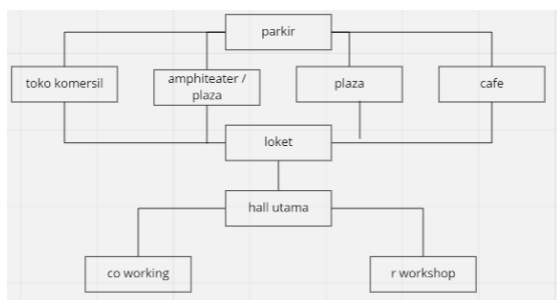 parkir
toko komersil
amphiteater /
plaza
plaza
cafe
loket
hall utama
co working
r workshop